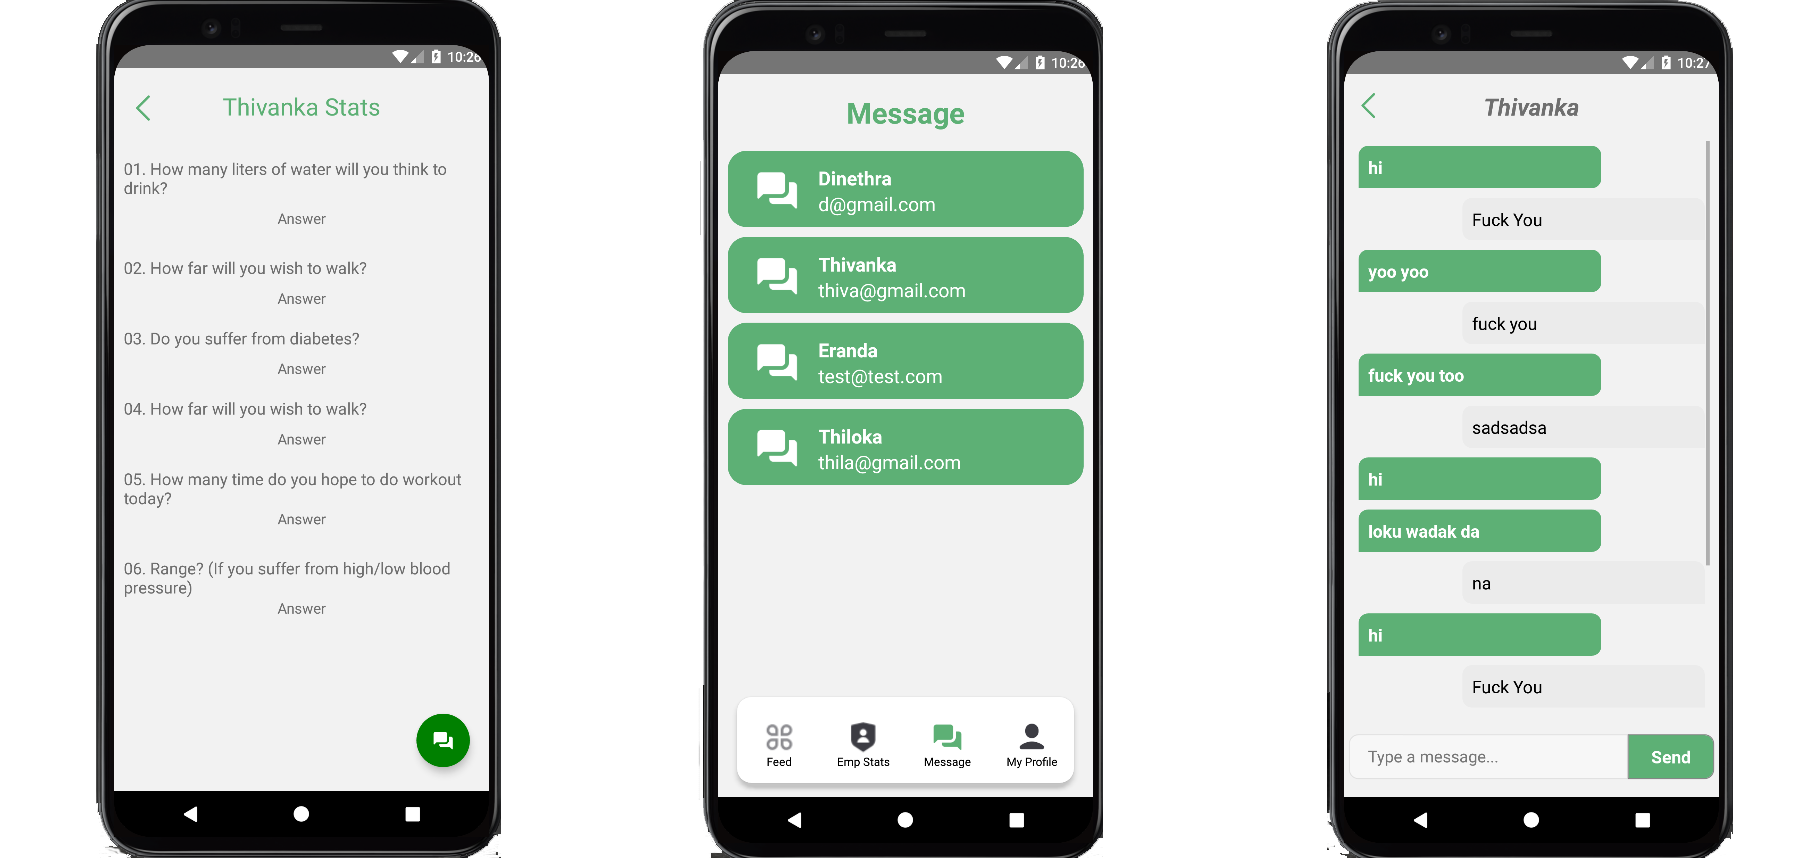 10:26
Thivanka Stats
01. How many liters of water will you think to
drink?
Answer
02. How far will you wish to walk?
Answer
03. Do you suffer from diabetes?
Answer
04. How far will you wish to walk?
Answer
05. How many time do you hope to do workout
today?
Answer
06. Range? (If you suffer from high/low blood
pressure)
Answer
10:26
Message
Dinethra
d@gmail.com
Thivanka
thiva@gmail.com
Eranda
test@test.com
Thiloka
thila@gmail.com
Feed
Emp Stats
Message
My Profile
10:27
Thivanka
hi
Fuck You
yoo yoo
fuck you
fuck you too
sadsadsa
hi
loku wadak da
na
hi
Fuck You
Type a message...
Send